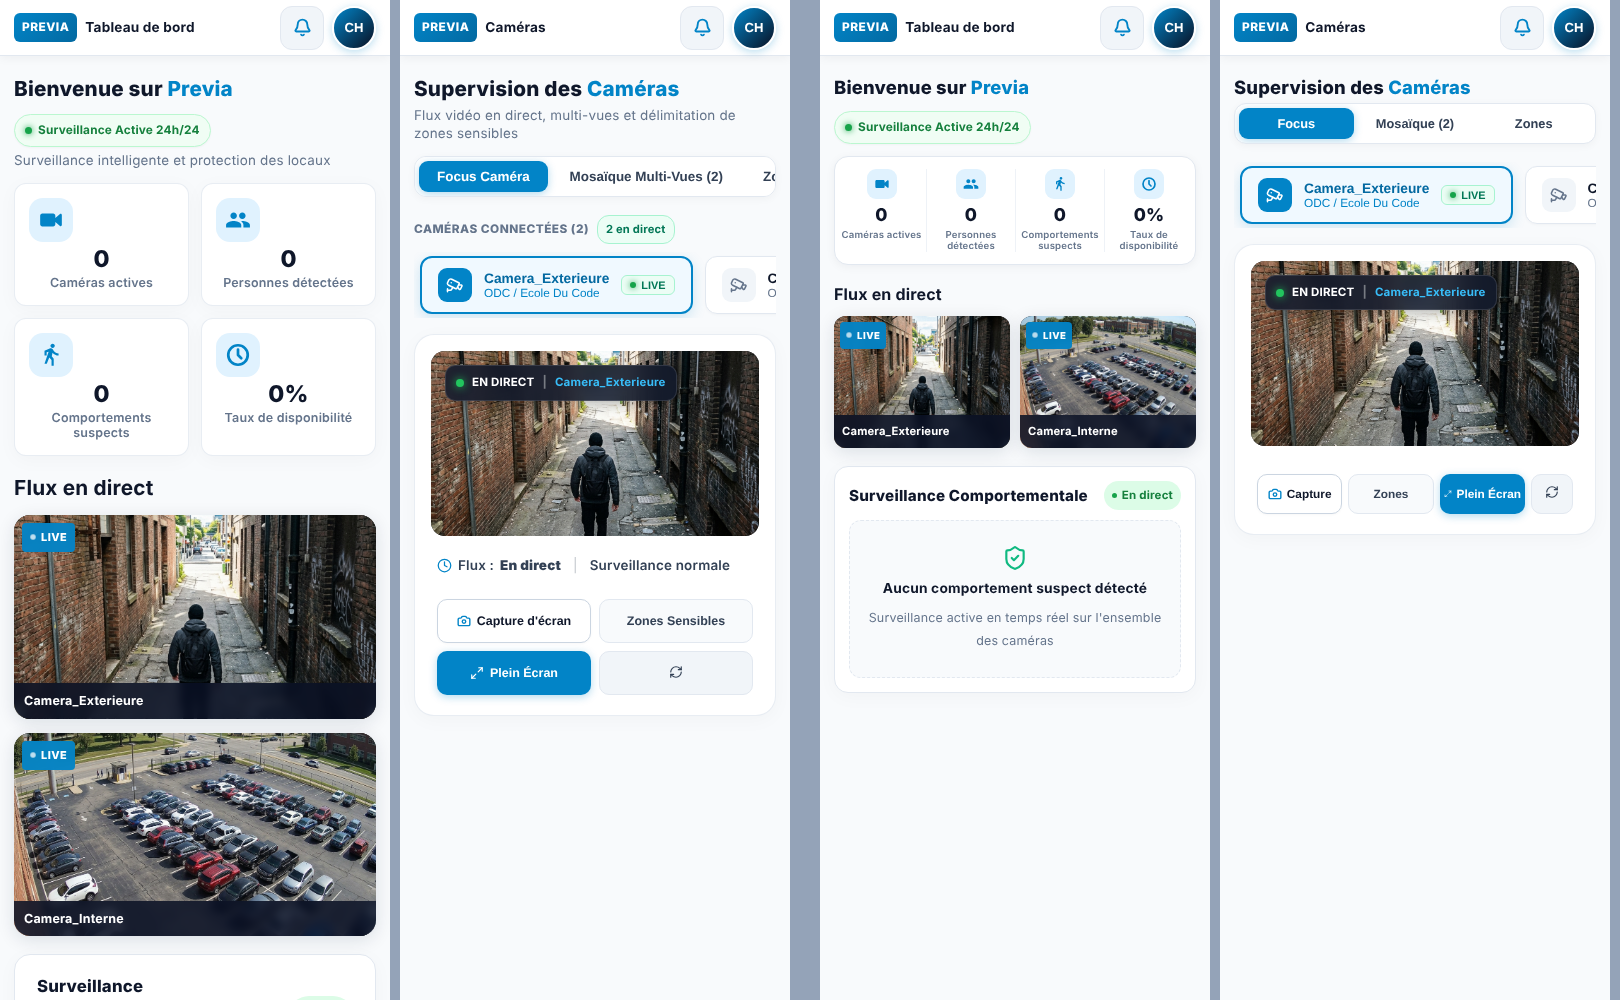 PREVIA Tableau de bord CH
Bienvenue sur Previa
Surveillance Active 24h/24
Surveillance intelligente et protection des locaux
0
Caméras actives
0
Personnes détectées
0
Comportements
suspects
0%
Taux de disponibilité
Flux en direct
LIVE
Camera_Exterieure
LIVE
Camera_Interne
Surveillance
PREVIA Caméras CH
Supervision des Caméras
Flux vidéo en direct, multi-vues et délimitation de
zones sensibles
Focus Caméra Mosaïque Multi-Vues (2) Zo
CAMÉRAS CONNECTÉES (2) 2 en direct
Camera_Exterieure
ODC / Ecole Du Code
LIVE
C
O
EN DIRECT | Camera_Exterieure
Flux : En direct | Surveillance normale
Capture d'écran Zones Sensibles
Plein Écran
PREVIA Tableau de bord CH
Bienvenue sur Previa
Surveillance Active 24h/24
0
Caméras actives
0
Personnes
détectées
0
Comportements
suspects
0%
Taux de
disponibilité
Flux en direct
LIVE
Camera_Exterieure
LIVE
Camera_Interne
Surveillance Comportementale En direct
Aucun comportement suspect détecté
Surveillance active en temps réel sur l'ensemble
des caméras
PREVIA Caméras CH
Supervision des Caméras
Focus Mosaïque (2) Zones
Camera_Exterieure
ODC / Ecole Du Code
LIVE
C
O
EN DIRECT | Camera_Exterieure
Capture Zones Plein Écran